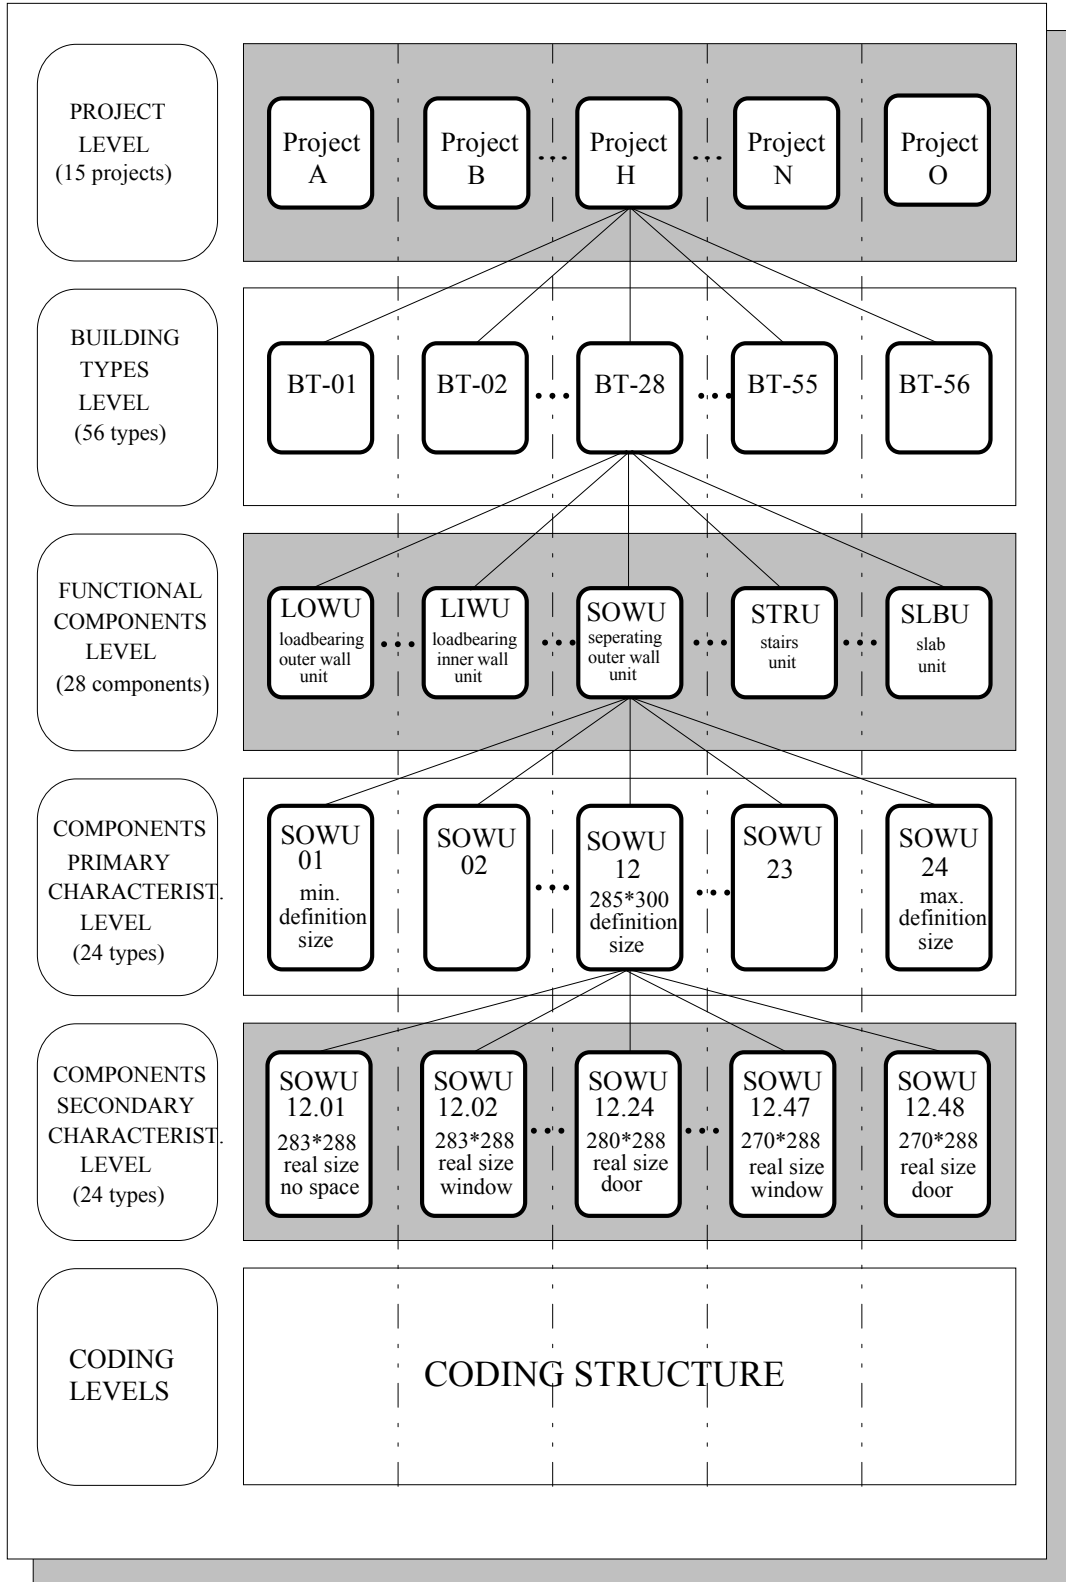 PROJECT
LEVEL
(15 projects)
Project
A
Project
B
Project
H
Project
N
Project
O
BUILDING
TYPES
LEVEL
(56 types)
BT-01
BT-02
BT-28
BT-55
BT-56
FUNCTIONAL
COMPONENTS
LEVEL
(28 components)
LOWU
loadbearing
outer wall
unit
LIWU
loadbearing
inner wall
unit
SOWU
seperating
outer wall
unit
STRU
stairs
unit
SLBU
slab
unit
COMPONENTS
PRIMARY
CHARACTERIST.
LEVEL
(24 types)
SOWU
01
min.
definition
size
SOWU
02
SOWU
12
285*300
definition
size
SOWU
23
SOWU
24
max.
definition
size
COMPONENTS
SECONDARY
CHARACTERIST.
LEVEL
(24 types)
SOWU
12.01
283*288
real size
no space
SOWU
12.02
283*288
real size
window
SOWU
12.24
280*288
real size
door
SOWU
12.47
270*288
real size
window
SOWU
12.48
270*288
real size
door
CODING
LEVELS
CODING STRUCTURE